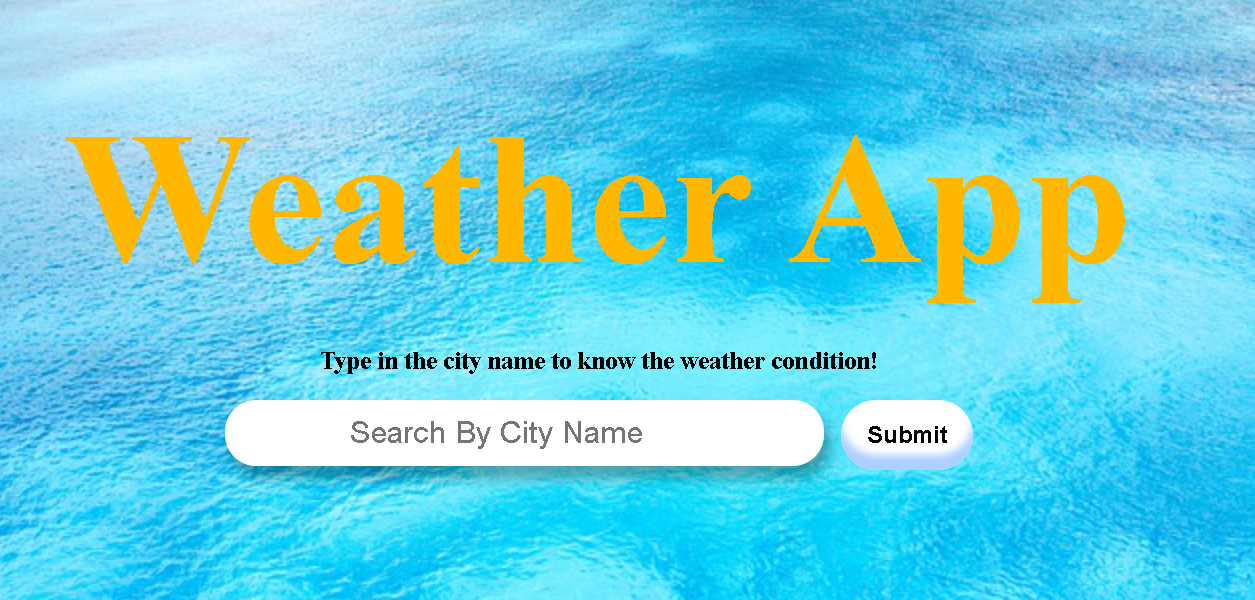 Weather App
Type in the city name to know the weather condition!
Search By City Name
Submit